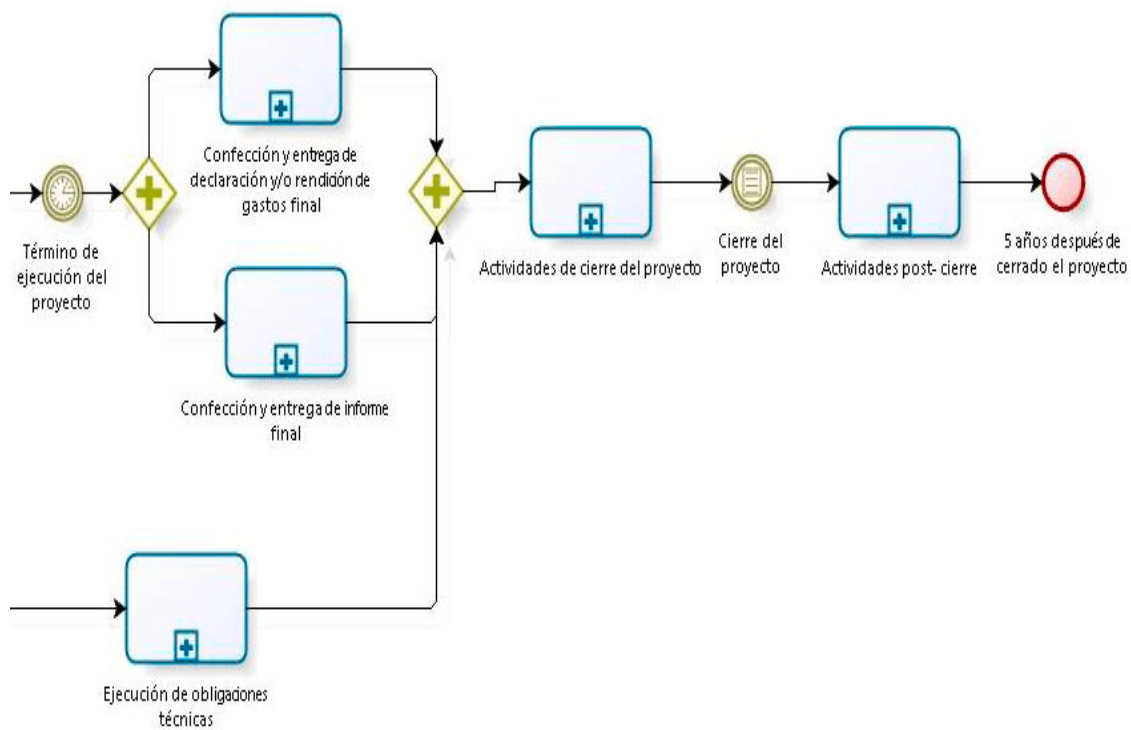 Confección y entrega de
declaración y/o rendición de
gastos final
Término de
ejecución del
proyecto
Actividades de cierre del proyecto
Cierre del
proyecto
Actividades post- cierre
5 años después de
cerrado el proyecto
Confección y entrega de informe
final
Ejecución de obligaciones
técnicas